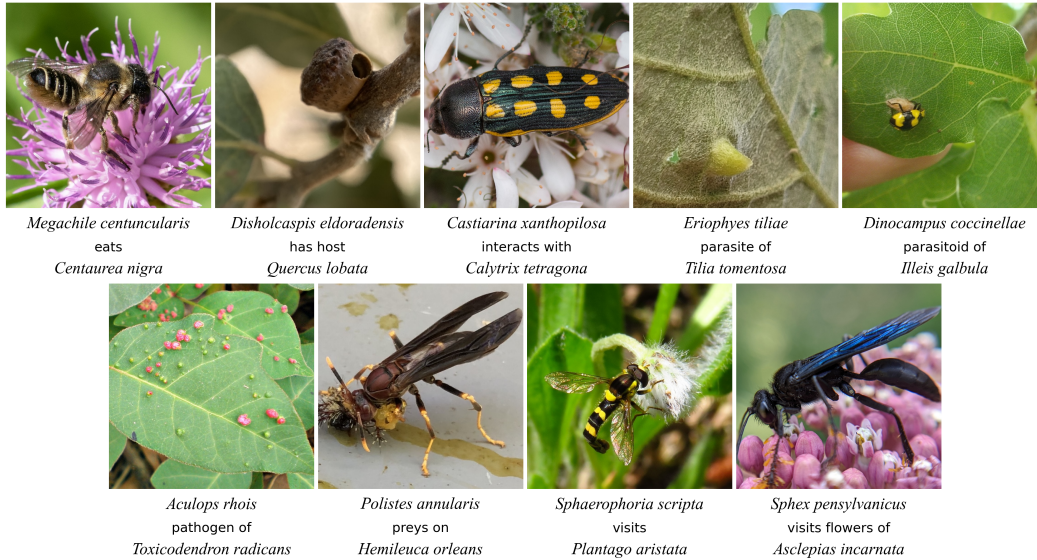 Megachile centuncularis
eats
Centaurea nigra
Disholcaspis eldoradensis
has host
Quercus lobata
Castiarina xanthopilosa
interacts with
Calytrix tetragona
Eriophyes tiliae
parasite of
Tilia tomentosa
Dinocampus coccinellae
parasitoid of
Illeis galbula
Aculops rhois
pathogen of
Toxicodendron radicans
Polistes annularis
preys on
Hemileuca orleans
Sphaerophoria scripta
visits
Plantago aristata
Sphex pensylvanicus
visits flowers of
Asclepias incarnata